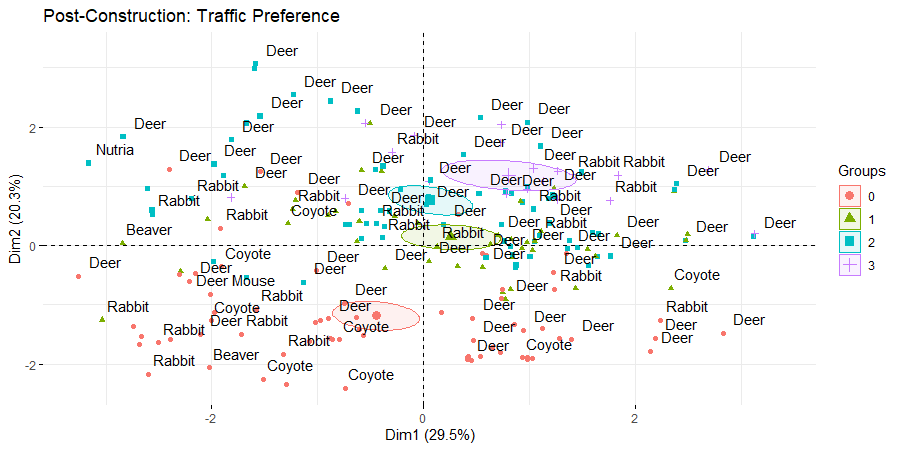 Post-Construction: Traffic Preference
Deer
Deer
Deer
Deer
Deer
Deer
Deer
Deer
Deer
Deer
Deer
Deer
Nutria
Rabbit
Deer
Deer
Deer
Deer
Deer
Deer
Rabbit Rabbit
Deer
Deer
Deer
Deer
Deer Deer
Rabbit
Rabbit
Rabbit
Deer
Deer
Rabbit
Rabbit
Coyote
Rabbit
Deer
Deer
Deer
Beaver
Deer
Rabbit
Rabbit
Deer
Deer
Deer
Deer
Deer
Deer
Coyote
Deer
Deer
Deer
Deer
Deer
Deer
Deer
Rabbit
Coyote
Deer Mouse
Rabbit
Deer
Rabbit
Coyote
Deer
Deer
Deer
Rabbit
Deer
Deer Rabbit
Rabbit
Coyote
Deer
Deer
Deer
Rabbit
Deer
Deer
Coyote
Rabbit
Beaver
Coyote
Coyote
2
0
-2
-2
0
2
Dim1 (29.5%)
Dim2 (20.3%)
Groups
0
1
2
3